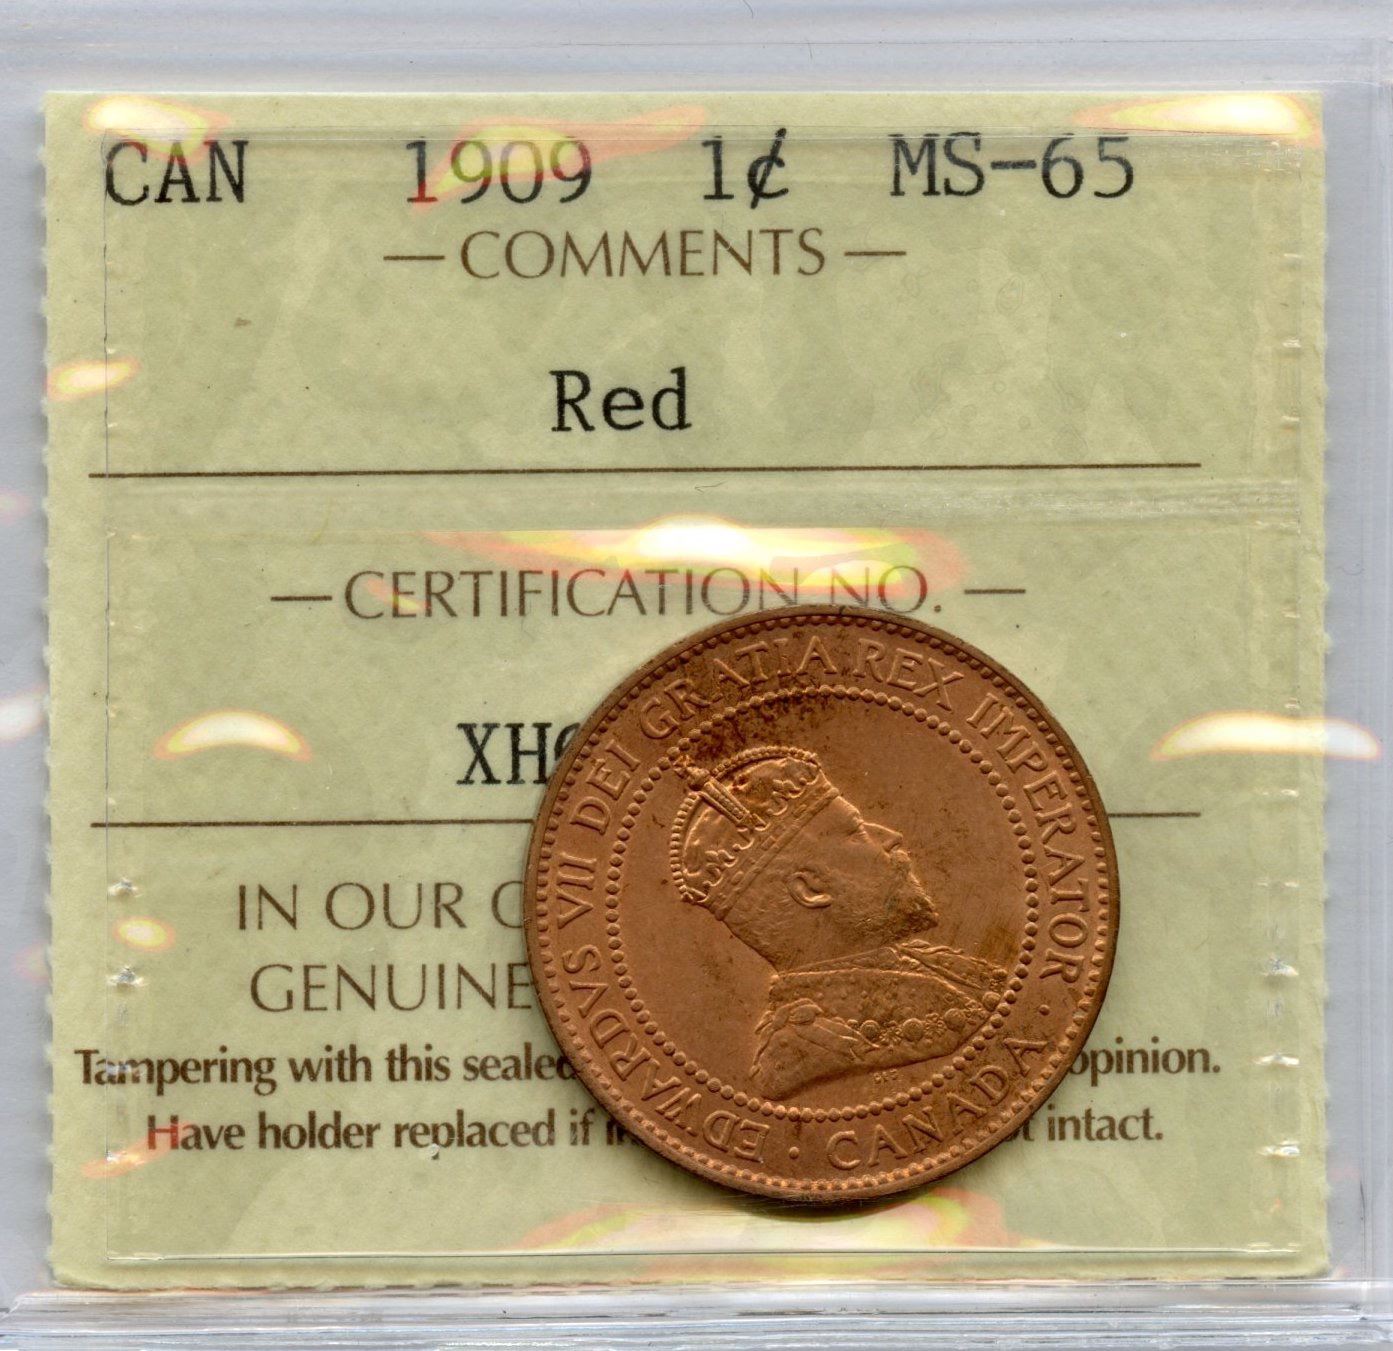 CAN 1909 1¢ MS-65
— COMMENTS —
Red
— CERTIFICATION NO. —
XH
IN OUR
GENUINE
Tampering with this sealed opinion.
Have holder replaced if intact.
EDWARDVS VII DEI GRATIA REX IMPERATOR · CANADA ·